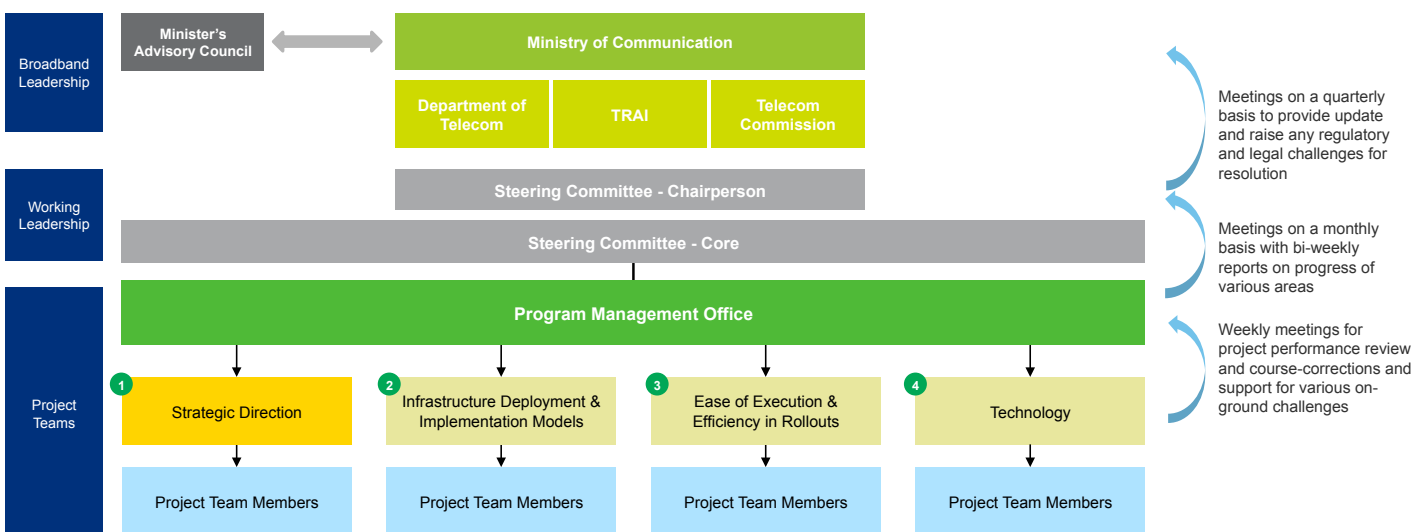 Broadband
Leadership
Minister's
Advisory Council
Ministry of Communication
Department of
Telecom
TRAI
Telecom
Commission
Meetings on a quarterly
basis to provide update
and raise any regulatory
and legal challenges for
resolution
Working
Leadership
Steering Committee - Chairperson
Steering Committee - Core
Meetings on a monthly
basis with bi-weekly
reports on progress of
various areas
Project
Teams
Program Management Office
Weekly meetings for
project performance review
and course-corrections and
support for various on-
ground challenges
1
Strategic Direction
2
Infrastructure Deployment &
Implementation Models
3
Ease of Execution &
Efficiency in Rollouts
4
Technology
Project Team Members
Project Team Members
Project Team Members
Project Team Members